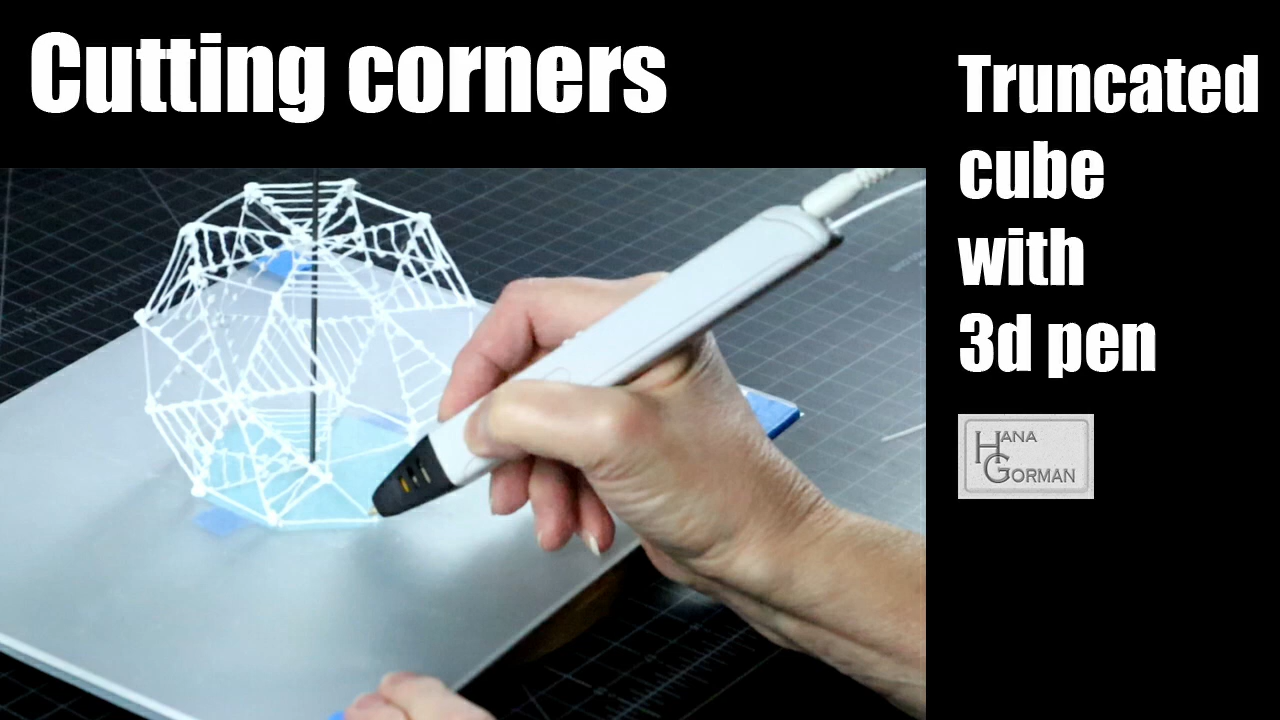 Cutting corners
Truncated
cube
with
3d pen
HANA
GORMAN